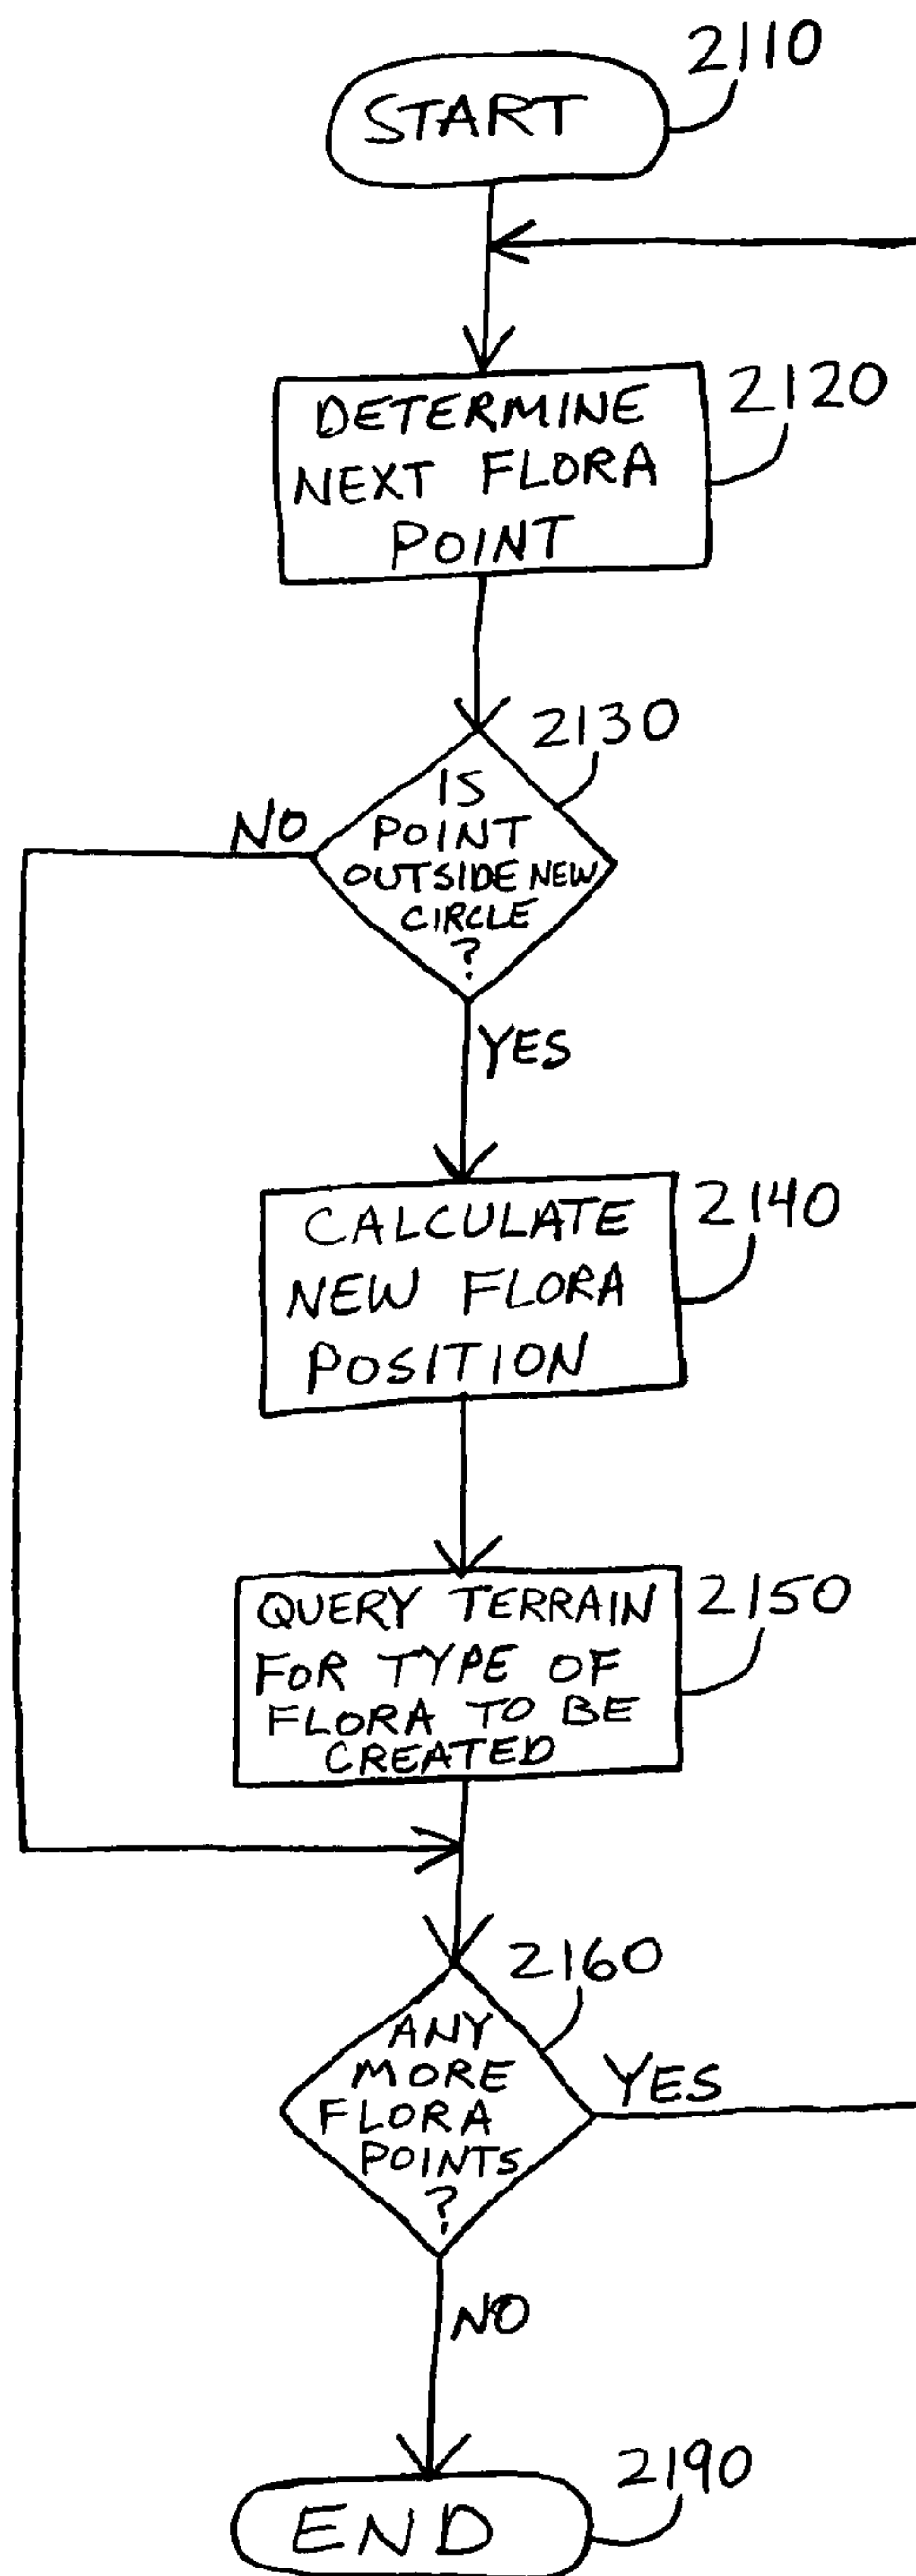 2110
START
2120
DETERMINE
NEXT FLORA
POINT
2130
IS
POINT
OUTSIDE NEW
CIRCLE
?
NO
YES
2140
CALCULATE
NEW FLORA
POSITION
2150
QUERY TERRAIN
FOR TYPE OF
FLORA TO BE
CREATED
2160
ANY
MORE
FLORA
POINTS
?
YES
NO
2190
END